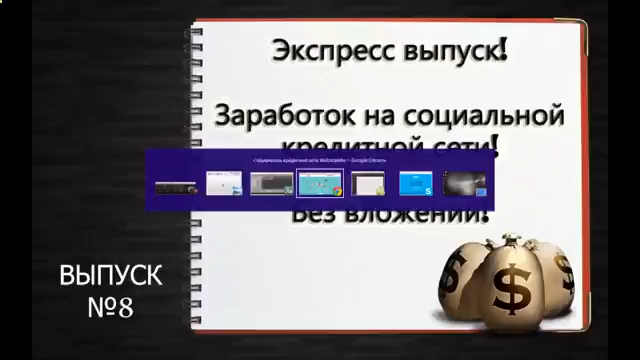 Экспресс выпуск!
Заработок на социальной
кредитной сети!
Без вложений!
ВЫПУСК
№8
$
$
$